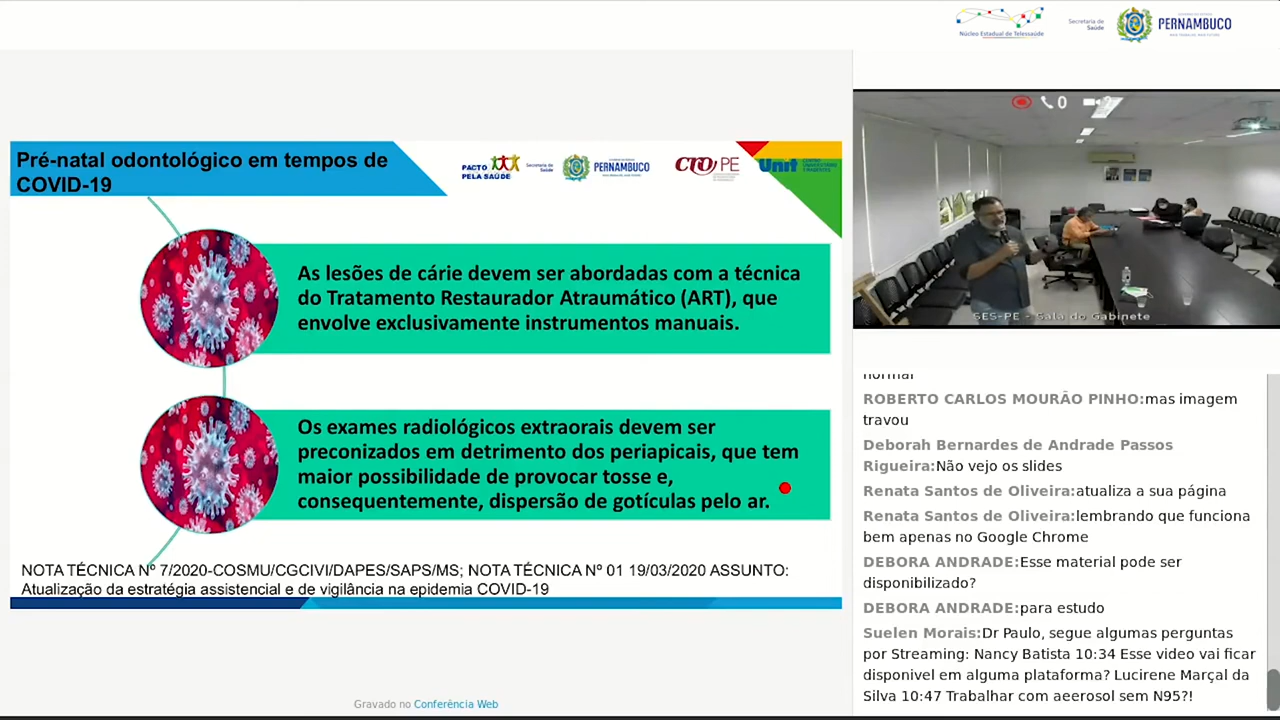 Núcleo Estadual de Telessaúde
Secretaria de
Saúde
PERNAMBUCO
Pré-natal odontológico em tempos de
COVID-19
PACTO
PELA SAÚDE
Secretaria de
Saúde
PERNAMBUCO
CRO PE
Unit
As lesões de cárie devem ser abordadas com a técnica
do Tratamento Restaurador Atraumático (ART), que
envolve exclusivamente instrumentos manuais.
Os exames radiológicos extraorais devem ser
preconizados em detrimento dos periapicais, que tem
maior possibilidade de provocar tosse e,
consequentemente, dispersão de gotículas pelo ar.
NOTA TÉCNICA Nº 7/2020-COSMU/CGCIVI/DAPES/SAPS/MS; NOTA TÉCNICA Nº 01 19/03/2020 ASSUNTO:
Atualização da estratégia assistencial e de vigilância na epidemia COVID-19
Gravado no Conferência Web
0
SES-PE - Sala do Gabinete
normal
ROBERTO CARLOS MOURÃO PINHO:mas imagem
travou
Deborah Bernardes de Andrade Passos
Rigueira:Não vejo os slides
Renata Santos de Oliveira:atualiza a sua página
Renata Santos de Oliveira:lembrando que funciona
bem apenas no Google Chrome
DEBORA ANDRADE:Esse material pode ser
disponibilizado?
DEBORA ANDRADE:para estudo
Suelen Morais:Dr Paulo, segue algumas perguntas
por Streaming: Nancy Batista 10:34 Esse video vai ficar
disponivel em alguma plataforma? Lucirene Marçal da
Silva 10:47 Trabalhar com aeerosol sem N95?!